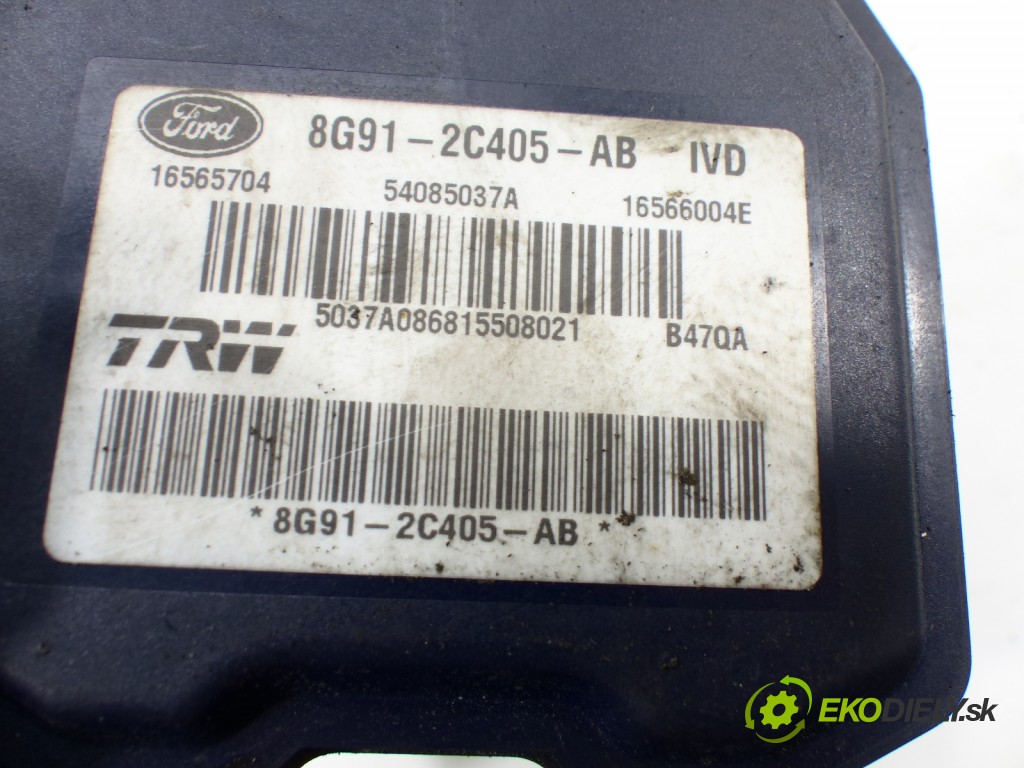 Ford 8G91-2C405-AB IVD
16565704 54085037A 16566004E
5037A086815508021 B47QA
TRW
*8G91-2C405-AB*
EKODIELY.sk